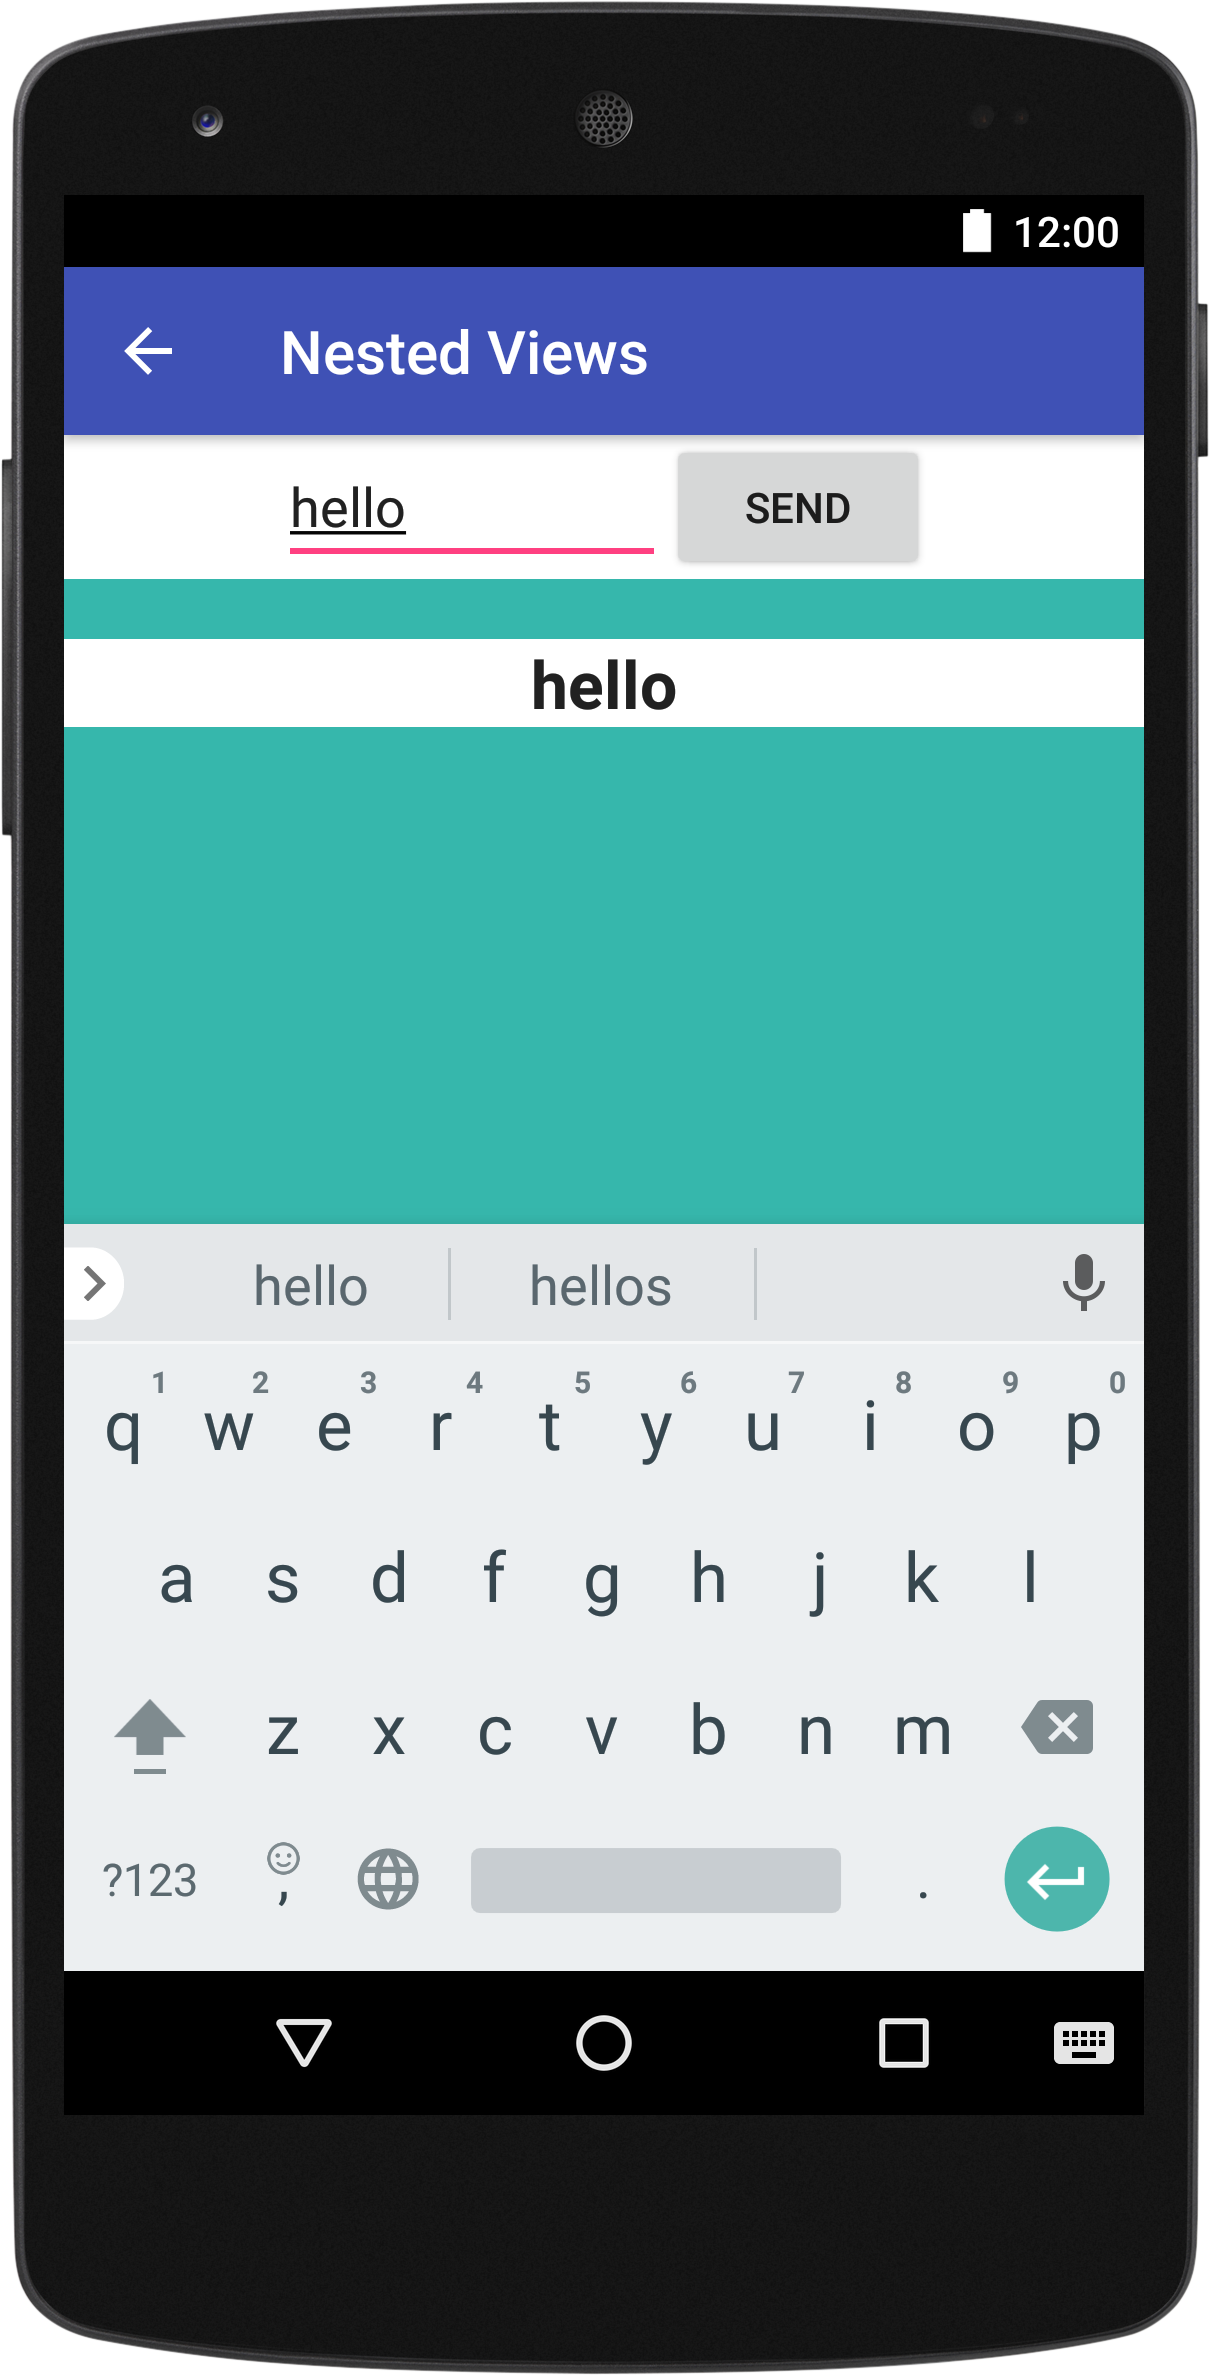 12:00
Nested Views
hello SEND
hello
hello hellos
1 2 3 4 5 6 7 8 9 0
q w e r t y u i o p
a s d f g h j k l
z x c v b n m
?123 , .